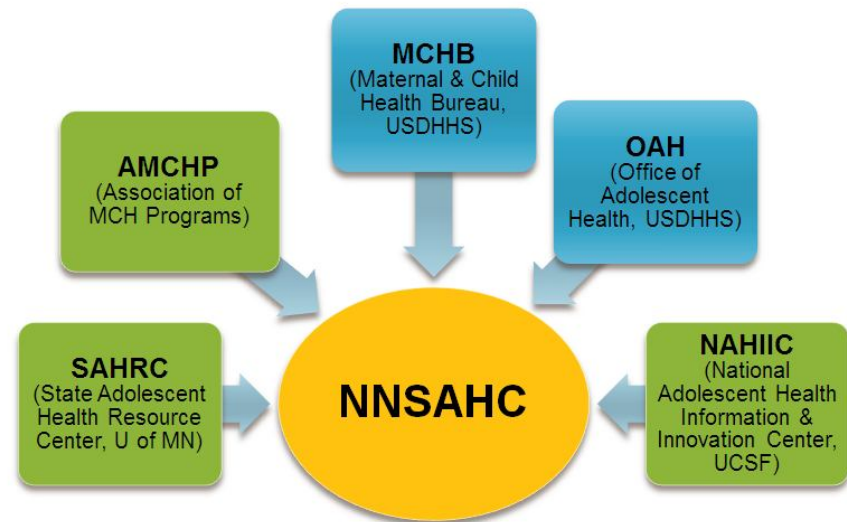 MCHB
(Maternal & Child
Health Bureau,
USDHHS)
AMCHP
(Association of
MCH Programs)
OAH
(Office of
Adolescent
Health, USDHHS)
SAHRC
(State Adolescent
Health Resource
Center, U of MN)
NNSAHC
NAHIIC
(National
Adolescent Health
Information &
Innovation Center,
UCSF)